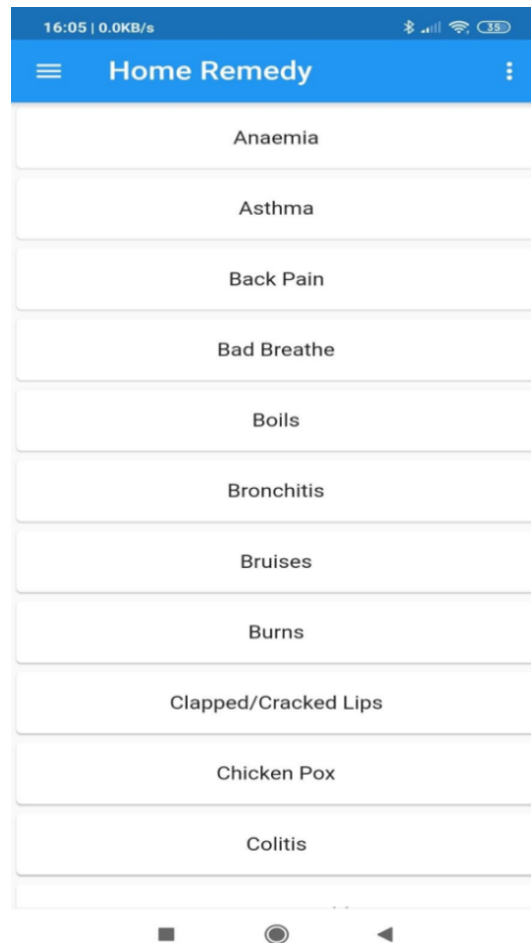 16:05 | 0.0KB/s
35
Home Remedy
Anaemia
Asthma
Back Pain
Bad Breathe
Boils
Bronchitis
Bruises
Burns
Clapped/Cracked Lips
Chicken Pox
Colitis